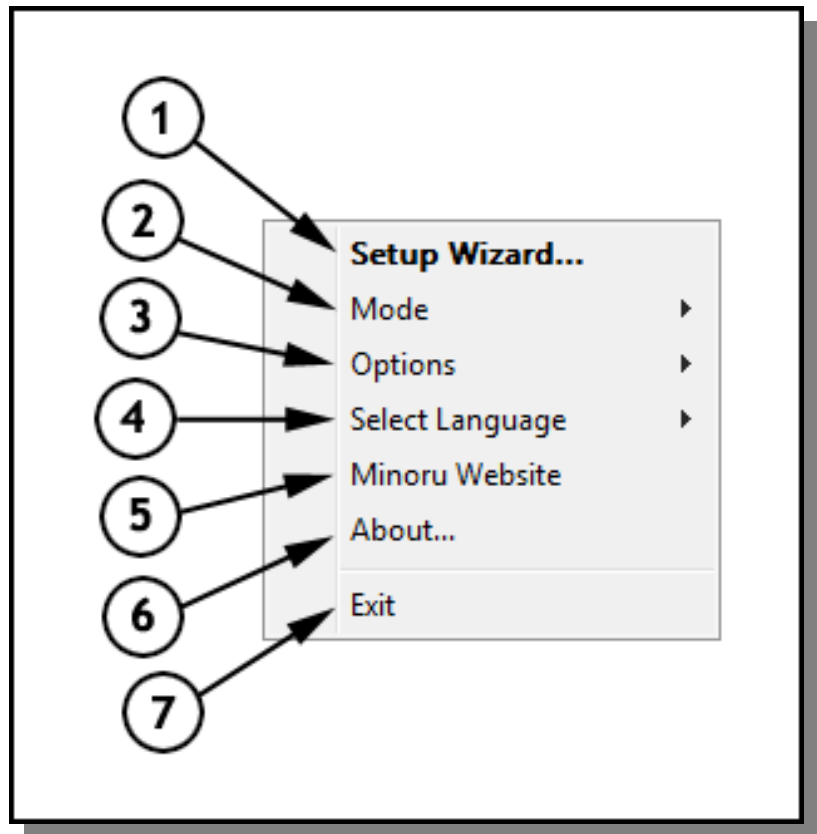 1
Setup Wizard...
2
Mode
3
Options
4
Select Language
5
Minoru Website
6
About...
7
Exit